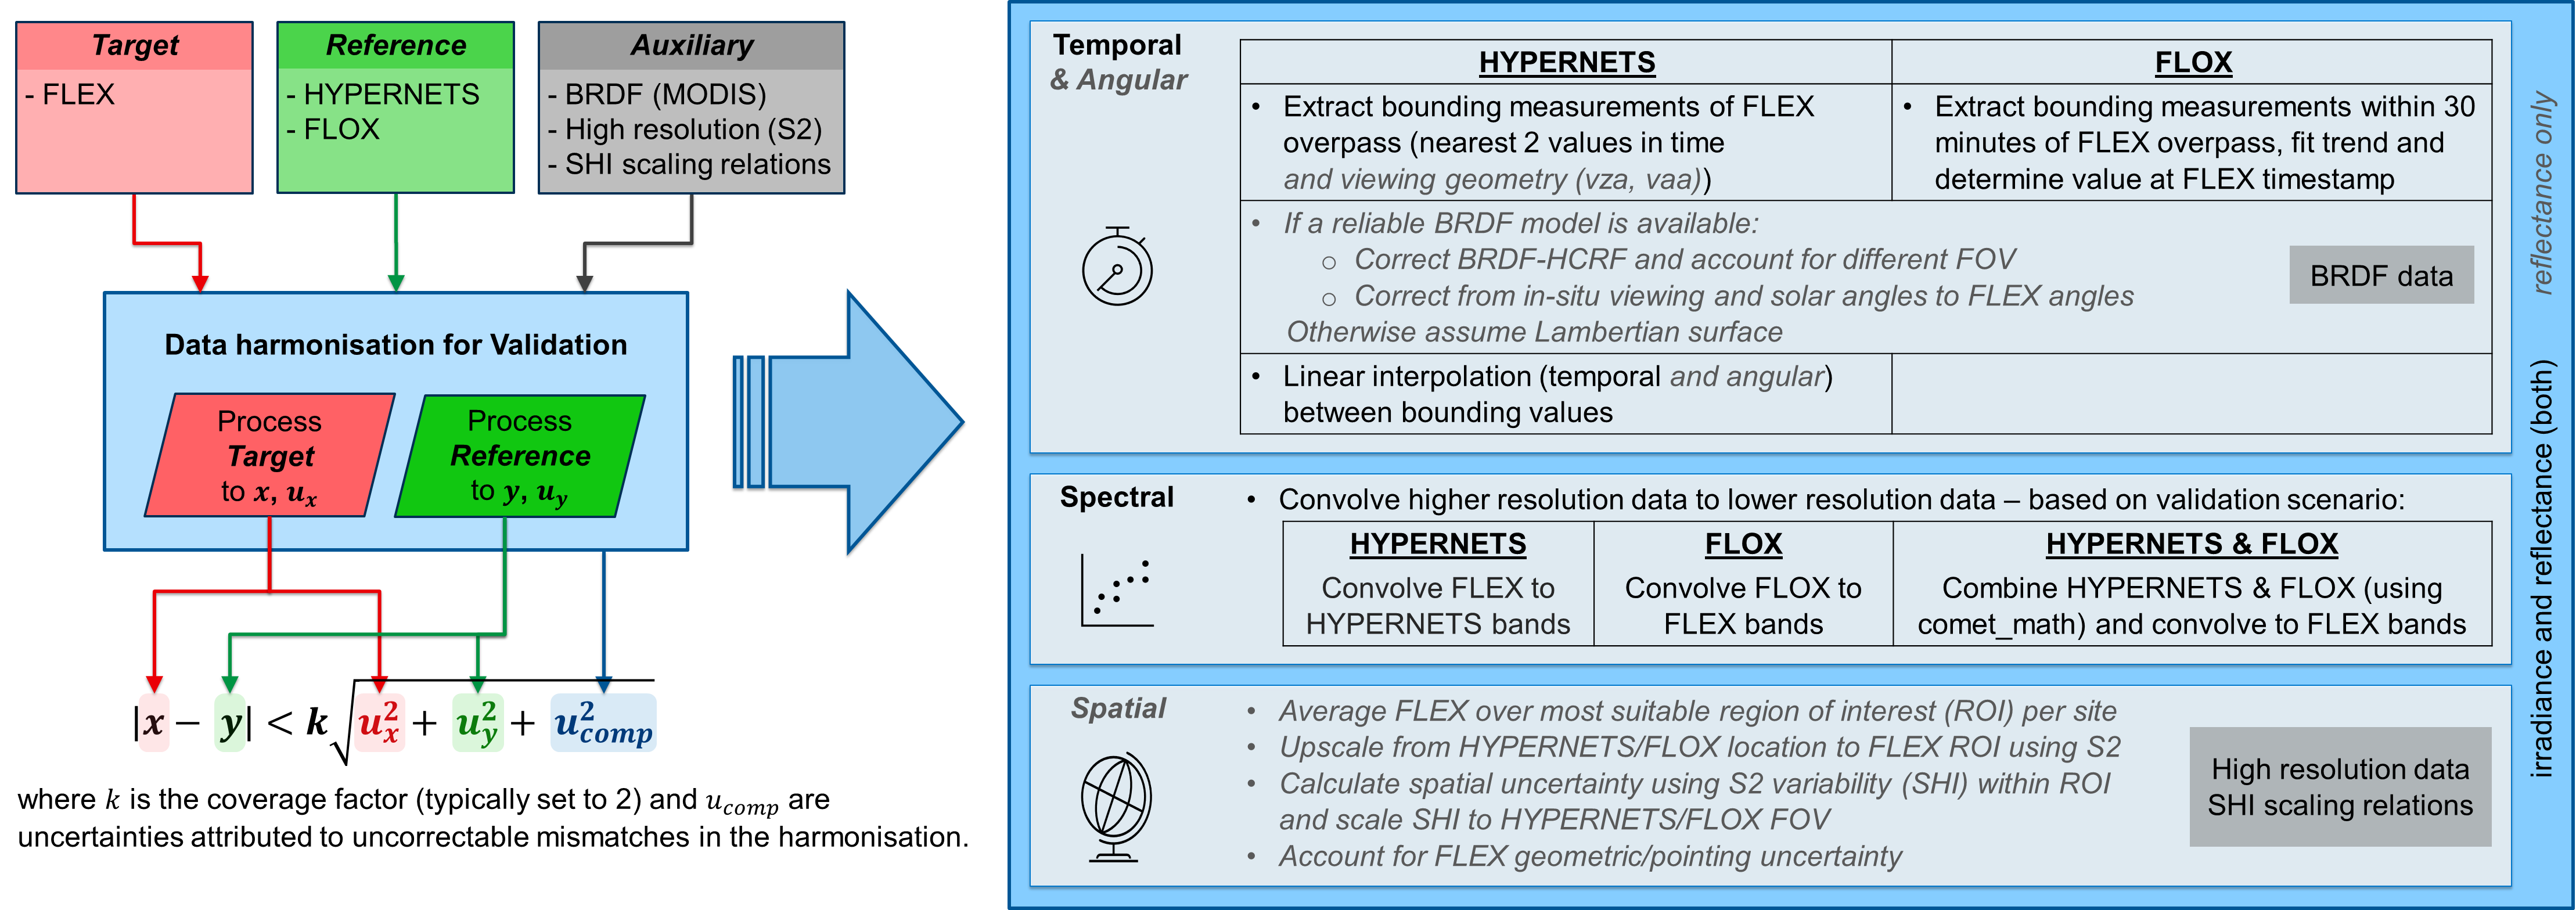 Target
- FLEX
Reference
- HYPERNETS
- FLOX
Auxiliary
- BRDF (MODIS)
- High resolution (S2)
- SHI scaling relations
Data harmonisation for Validation
Process
Target
to x, u_x
Process
Reference
to y, u_y
|x − y| < k√(u_x^2 + u_y^2 + u_comp^2)
where k is the coverage factor (typically set to 2) and u_comp are
uncertainties attributed to uncorrectable mismatches in the harmonisation.
Temporal
& Angular
HYPERNETS
FLOX
• Extract bounding measurements of FLEX
overpass (nearest 2 values in time
and viewing geometry (vza, vaa))
• Extract bounding measurements within 30
minutes of FLEX overpass, fit trend and
determine value at FLEX timestamp
• If a reliable BRDF model is available:
o Correct BRDF-HCRF and account for different FOV
o Correct from in-situ viewing and solar angles to FLEX angles
Otherwise assume Lambertian surface
BRDF data
• Linear interpolation (temporal and angular)
between bounding values
Spectral
• Convolve higher resolution data to lower resolution data – based on validation scenario:
HYPERNETS
Convolve FLEX to
HYPERNETS bands
FLOX
Convolve FLOX to
FLEX bands
HYPERNETS & FLOX
Combine HYPERNETS & FLOX (using
comet_math) and convolve to FLEX bands
Spatial
• Average FLEX over most suitable region of interest (ROI) per site
• Upscale from HYPERNETS/FLOX location to FLEX ROI using S2
• Calculate spatial uncertainty using S2 variability (SHI) within ROI
and scale SHI to HYPERNETS/FLOX FOV
• Account for FLEX geometric/pointing uncertainty
High resolution data
SHI scaling relations
irradiance and reflectance (both)
reflectance only